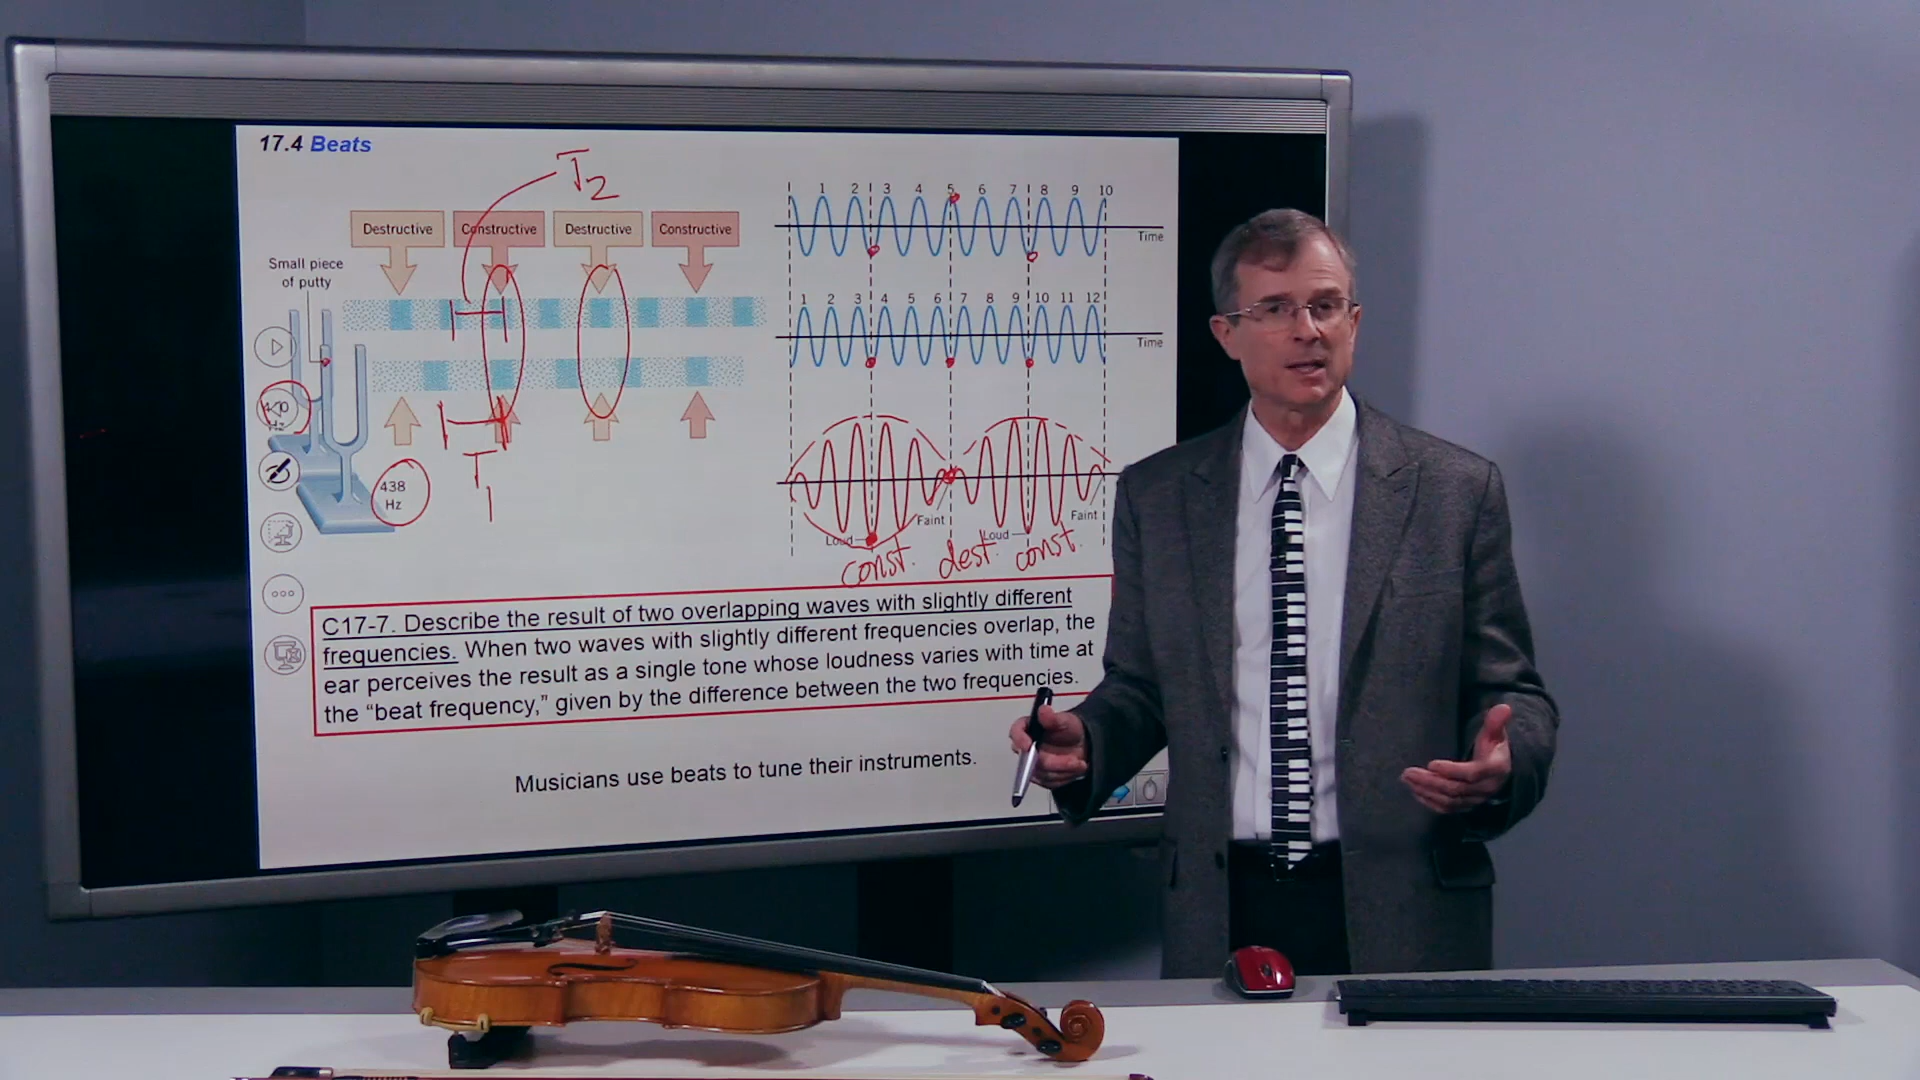 17.4 Beats
T2
Destructive
Constructive
Destructive
Constructive
Small piece
of putty
Hz
438
Hz
T1
1 2 3 4 5 6 7 8 9 10
Time
1 2 3 4 5 6 7 8 9 10 11 12
Time
Loud
Faint
Loud
Faint
const. dest. const.
C17-7. Describe the result of two overlapping waves with slightly different
frequencies. When two waves with slightly different frequencies overlap, the
ear perceives the result as a single tone whose loudness varies with time at
the “beat frequency,” given by the difference between the two frequencies.
Musicians use beats to tune their instruments.